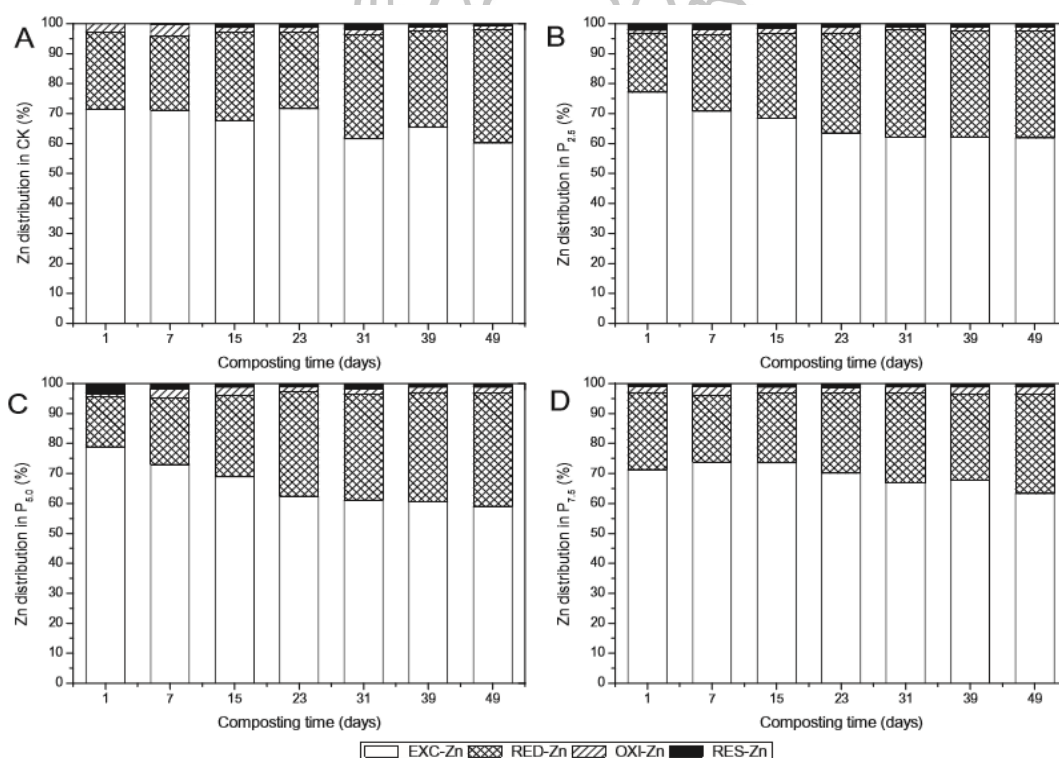 A
Zn distribution in CK (%)
100
90
80
70
60
50
40
30
20
10
0
1 7 15 23 31 39 49
Composting time (days)
B
Zn distribution in P2.5 (%)
100
90
80
70
60
50
40
30
20
10
0
1 7 15 23 31 39 49
Composting time (days)
C
Zn distribution in P5.0 (%)
100
90
80
70
60
50
40
30
20
10
0
1 7 15 23 31 39 49
Composting time (days)
D
Zn distribution in P7.5 (%)
100
90
80
70
60
50
40
30
20
10
0
1 7 15 23 31 39 49
Composting time (days)
EXC-Zn RED-Zn OXI-Zn RES-Zn